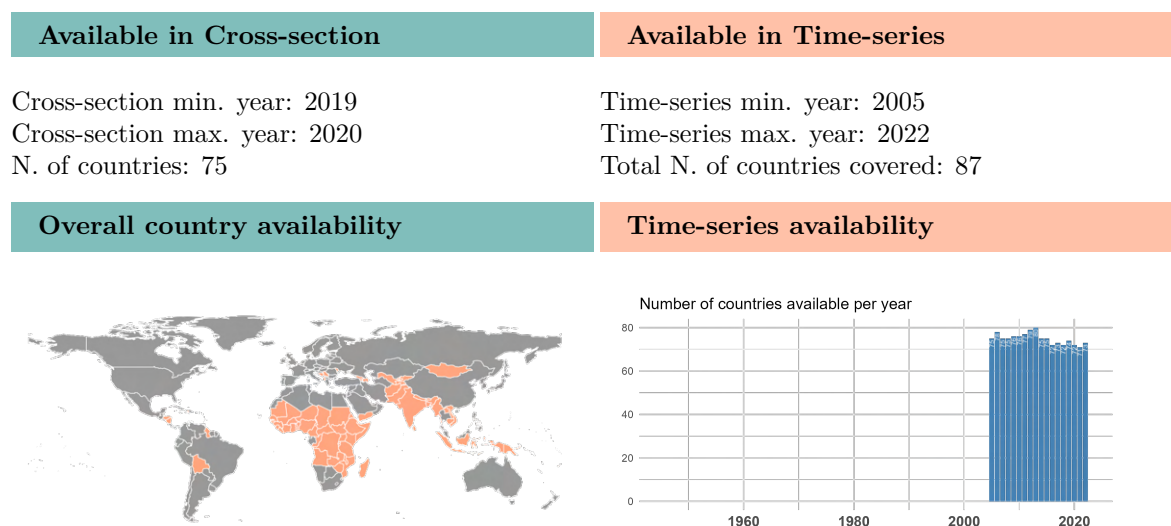 Available in Cross-section
Available in Time-series
Cross-section min. year: 2019
Cross-section max. year: 2020
N. of countries: 75
Time-series min. year: 2005
Time-series max. year: 2022
Total N. of countries covered: 87
Overall country availability
Time-series availability
Number of countries available per year
80
60
40
20
0
1960
1980
2000
2020